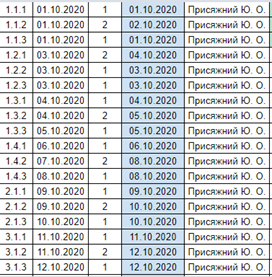 1.1.1 01.10.2020 1 01.10.2020 Присяжний Ю. О.
1.1.2 01.10.2020 2 02.10.2020 Присяжний Ю. О.
1.1.3 01.10.2020 1 01.10.2020 Присяжний Ю. О.
1.2.1 03.10.2020 2 04.10.2020 Присяжний Ю. О.
1.2.2 03.10.2020 1 03.10.2020 Присяжний Ю. О.
1.2.3 03.10.2020 1 03.10.2020 Присяжний Ю. О.
1.3.1 04.10.2020 1 04.10.2020 Присяжний Ю. О.
1.3.2 04.10.2020 2 05.10.2020 Присяжний Ю. О.
1.3.3 05.10.2020 1 05.10.2020 Присяжний Ю. О.
1.4.1 06.10.2020 1 06.10.2020 Присяжний Ю. О.
1.4.2 07.10.2020 2 08.10.2020 Присяжний Ю. О.
1.4.3 08.10.2020 1 08.10.2020 Присяжний Ю. О.
2.1.1 09.10.2020 1 09.10.2020 Присяжний Ю. О.
2.1.2 09.10.2020 2 10.10.2020 Присяжний Ю. О.
2.1.3 10.10.2020 1 10.10.2020 Присяжний Ю. О.
3.1.1 11.10.2020 1 11.10.2020 Присяжний Ю. О.
3.1.2 11.10.2020 2 12.10.2020 Присяжний Ю. О.
3.1.3 12.10.2020 1 12.10.2020 Присяжний Ю. О.